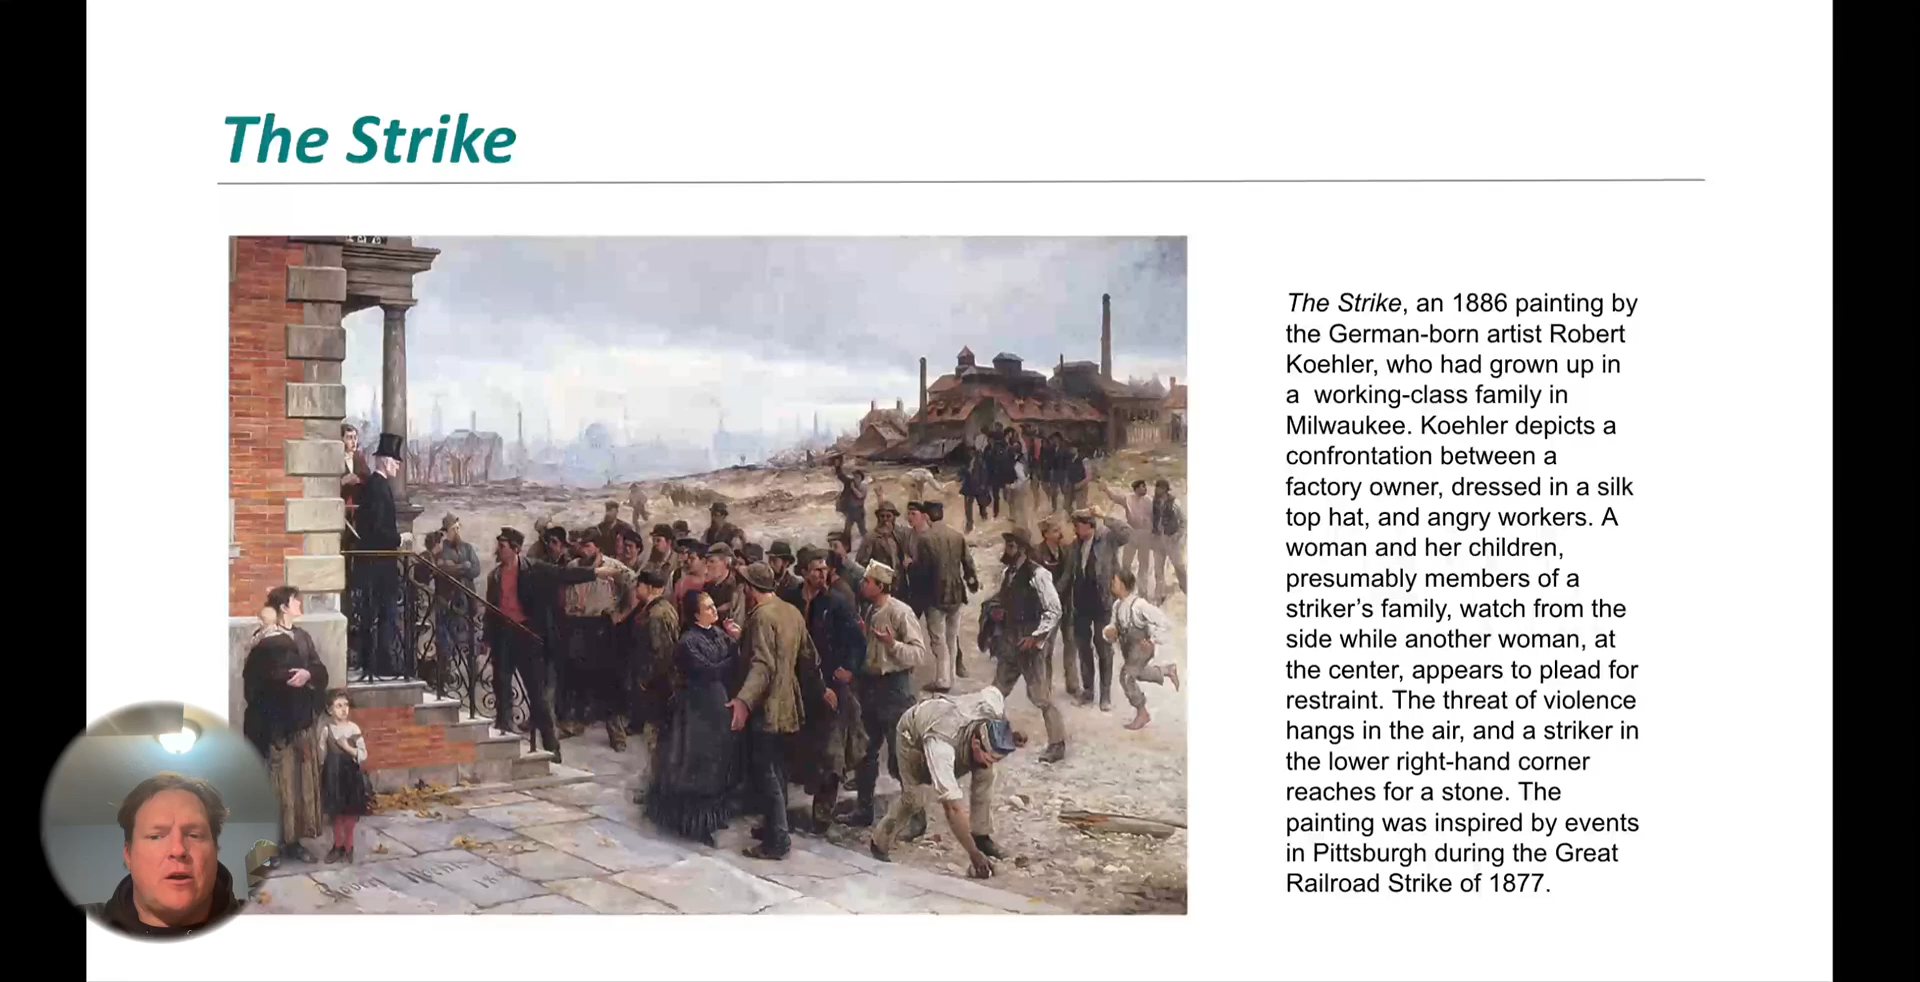 The Strike
The Strike, an 1886 painting by
the German-born artist Robert
Koehler, who had grown up in
a  working-class family in
Milwaukee. Koehler depicts a
confrontation between a
factory owner, dressed in a silk
top hat, and angry workers. A
woman and her children,
presumably members of a
striker’s family, watch from the
side while another woman, at
the center, appears to plead for
restraint. The threat of violence
hangs in the air, and a striker in
the lower right-hand corner
reaches for a stone. The
painting was inspired by events
in Pittsburgh during the Great
Railroad Strike of 1877.